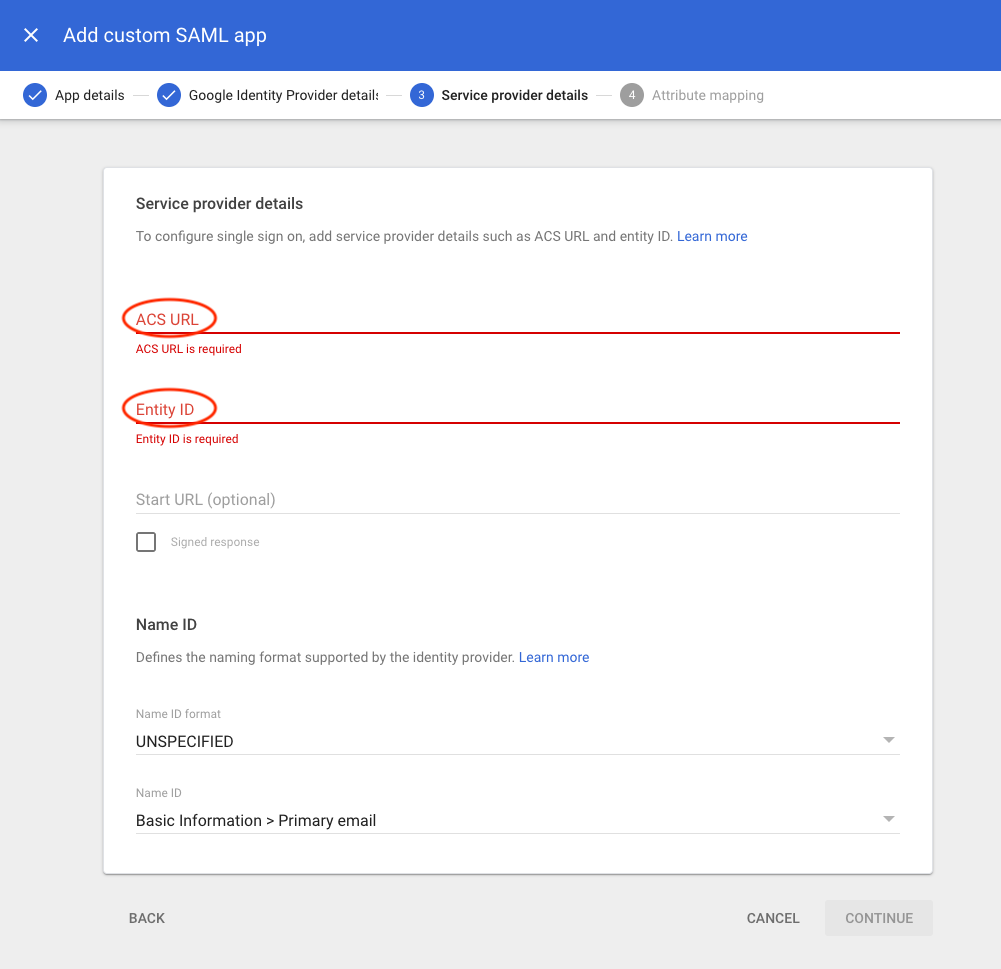 Add custom SAML app
App details
Google Identity Provider details
3 Service provider details
4 Attribute mapping
Service provider details
To configure single sign on, add service provider details such as ACS URL and entity ID. Learn more
ACS URL
ACS URL is required
Entity ID
Entity ID is required
Start URL (optional)
Signed response
Name ID
Defines the naming format supported by the identity provider. Learn more
Name ID format
UNSPECIFIED
Name ID
Basic Information > Primary email
BACK
CANCEL
CONTINUE